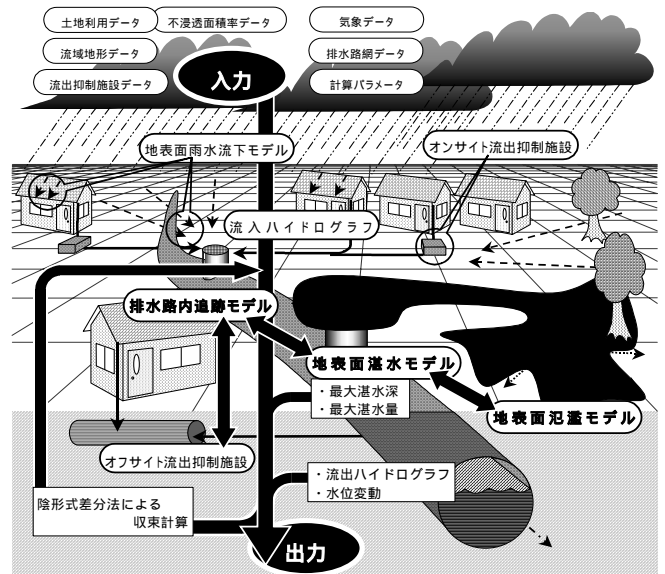 土地利用データ
不浸透面積率データ
気象データ
流域地形データ
排水路網データ
流出抑制施設データ
入力
計算パラメータ
地表面雨水流下モデル
オンサイト流出抑制施設
流入ハイドログラフ
排水路内追跡モデル
地表面湛水モデル
・最大湛水深
・最大湛水量
地表面氾濫モデル
オフサイト流出抑制施設
・流出ハイドログラフ
・水位変動
陰形式差分法による
収束計算
出力